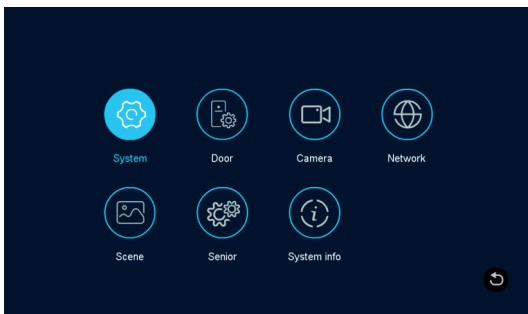 System
Door
Camera
Network
Scene
Senior
System info